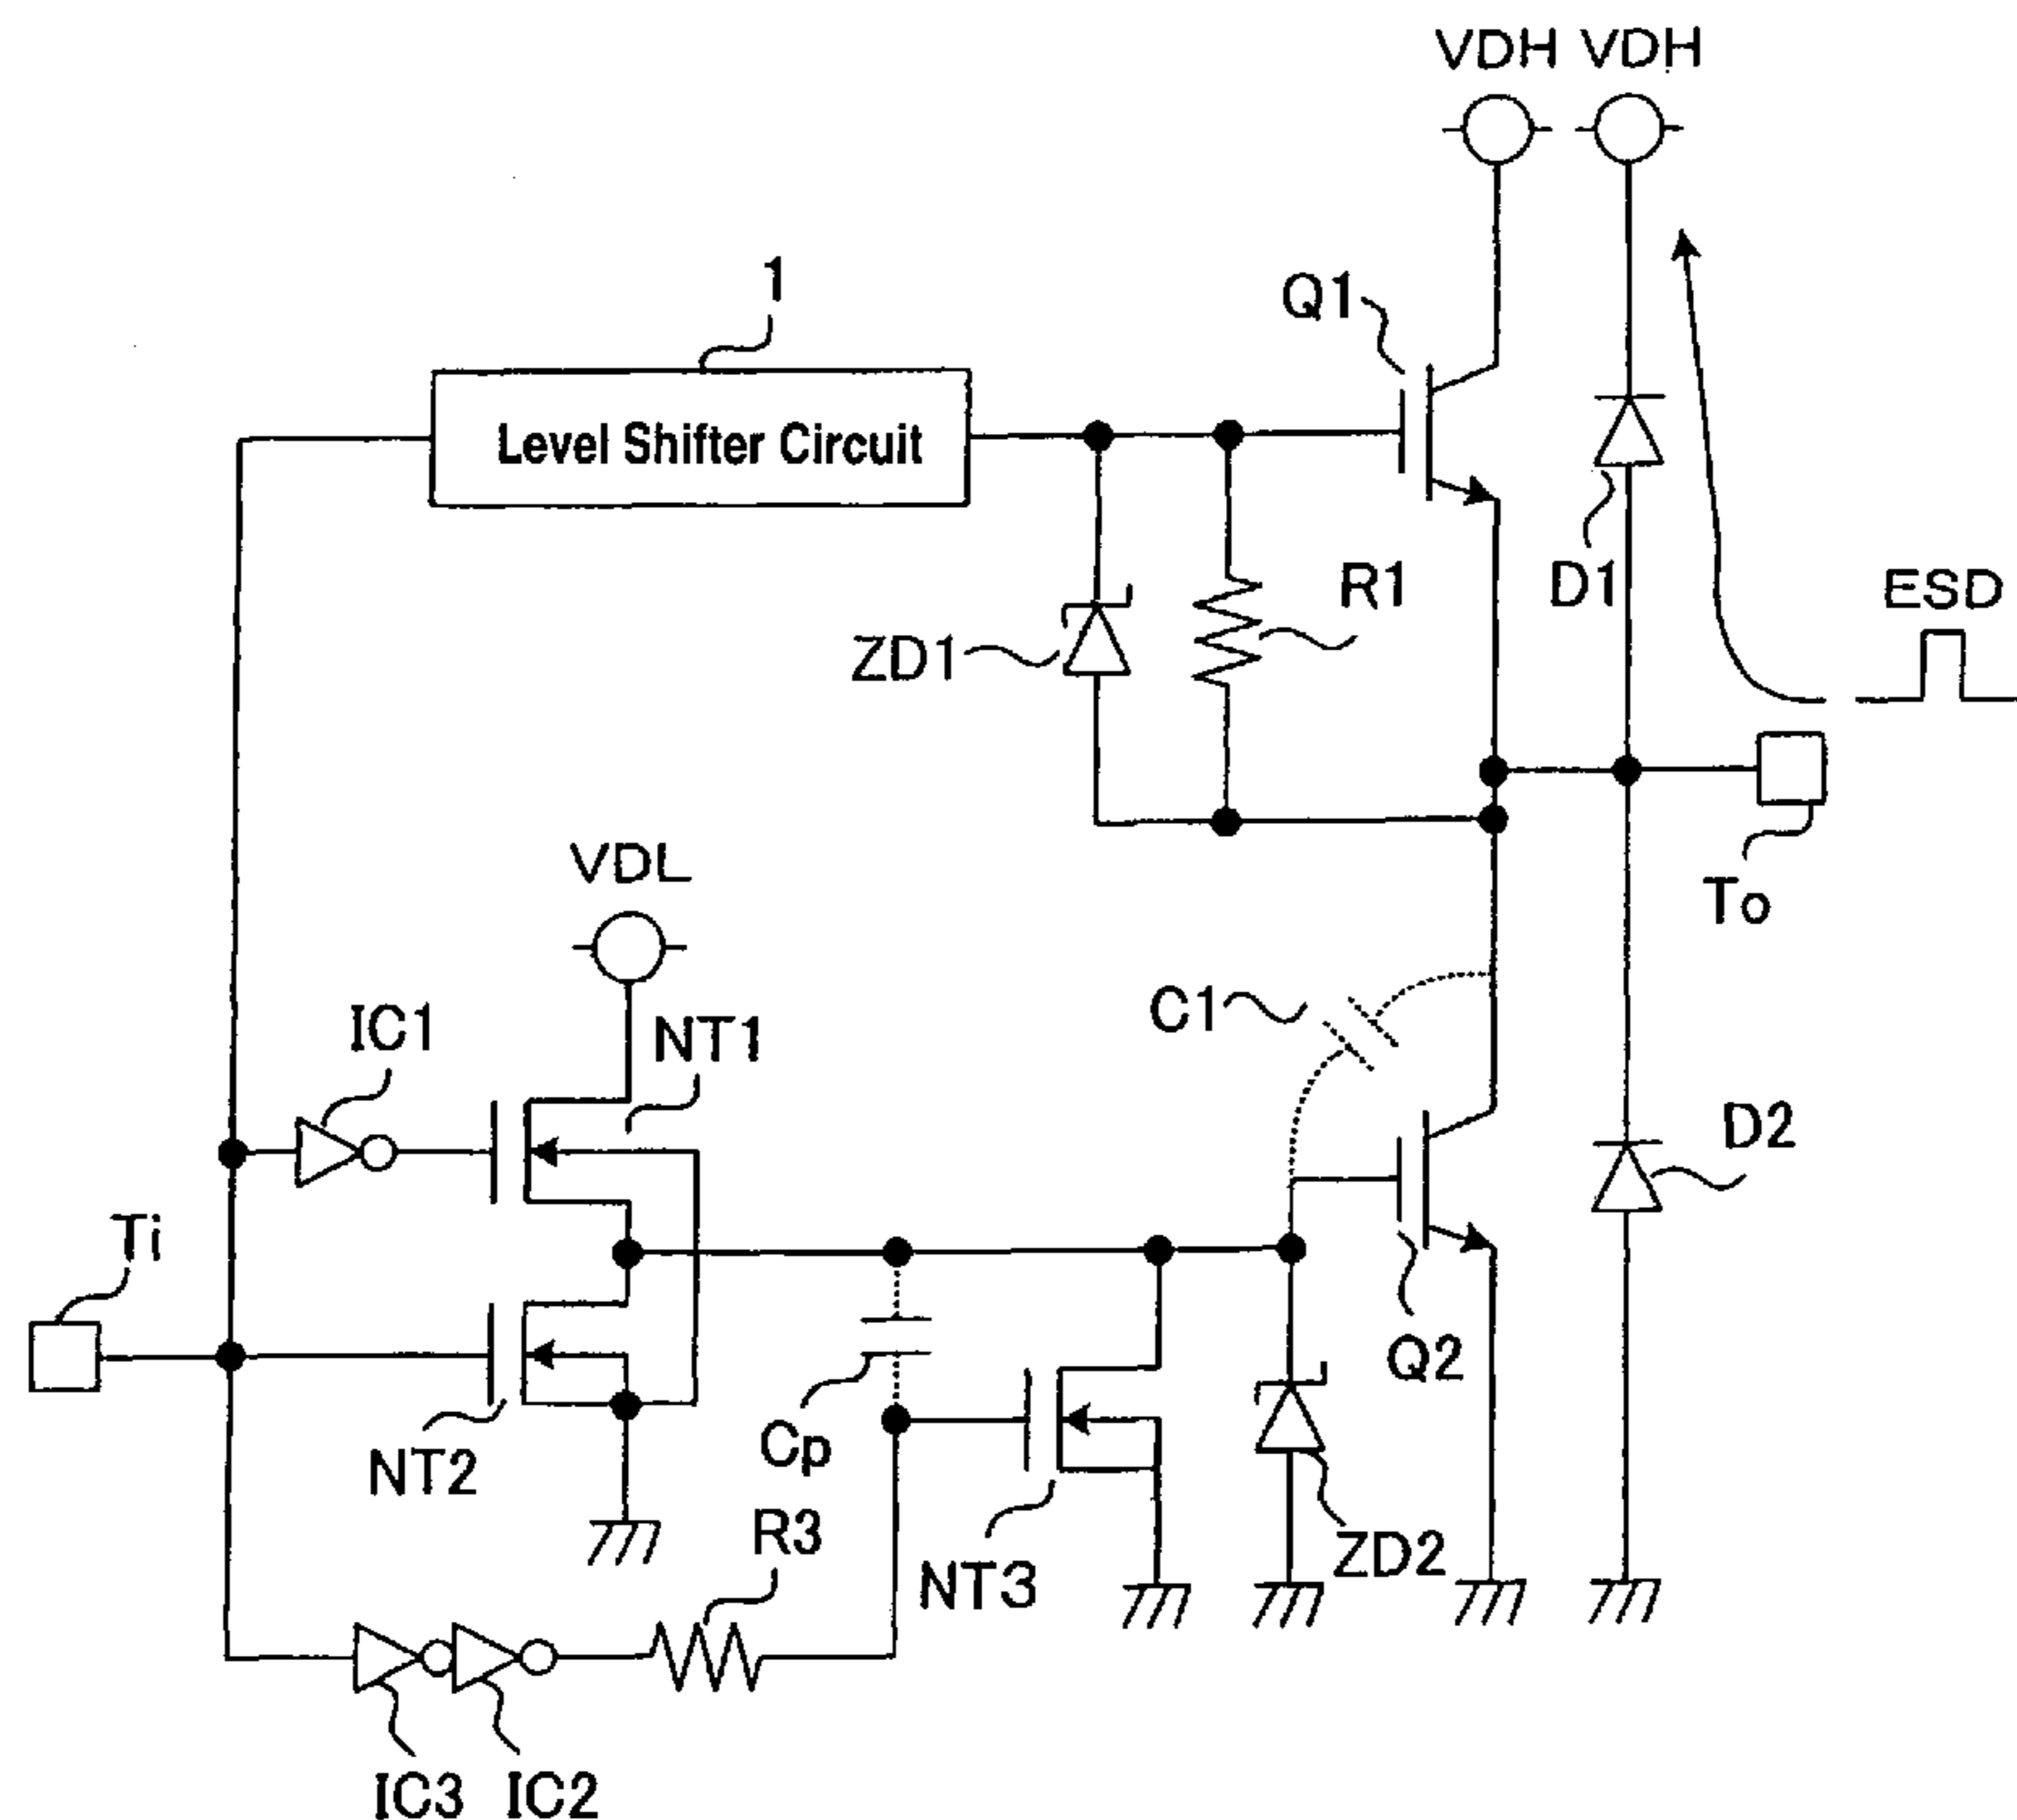 VDH VDH
1
Q1
Level Shifter Circuit
D1
R1
ESD
ZD1
VDL
To
C1
IC1
NT1
D2
Ti
Q2
Cp
NT2
R3
ZD2
NT3
IC3 IC2